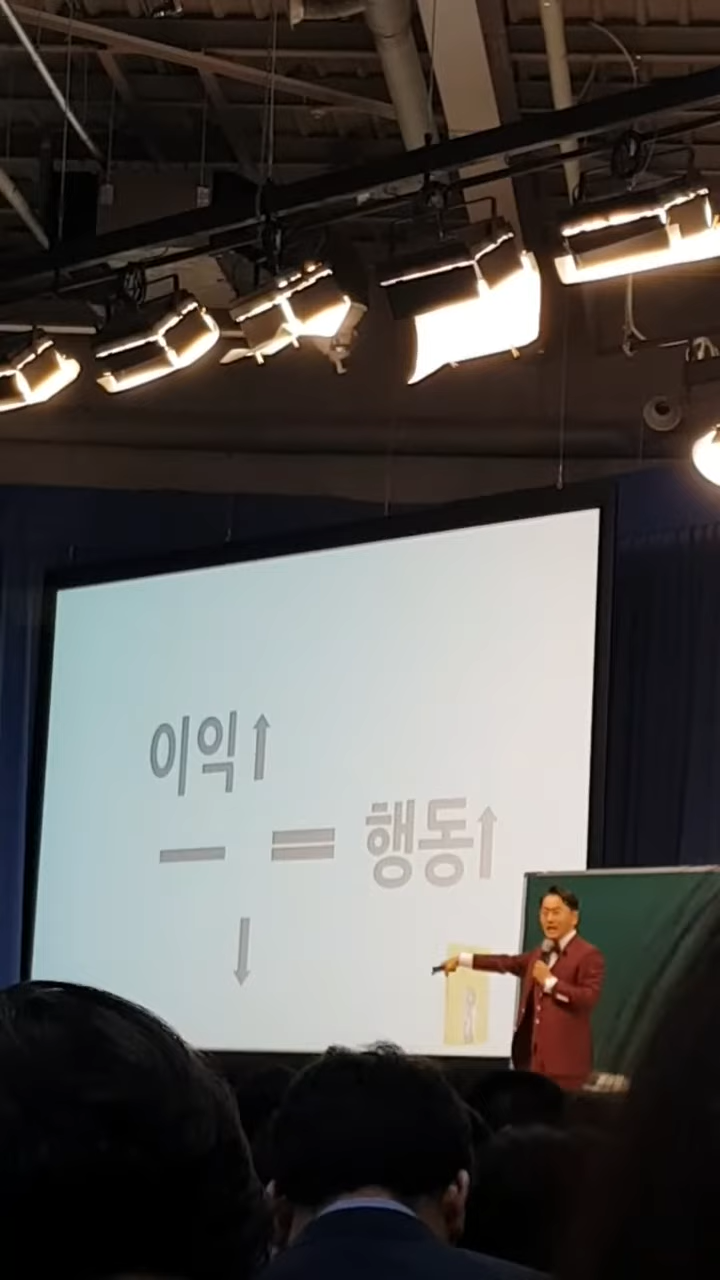 이익↑
— = 행동↑
↓